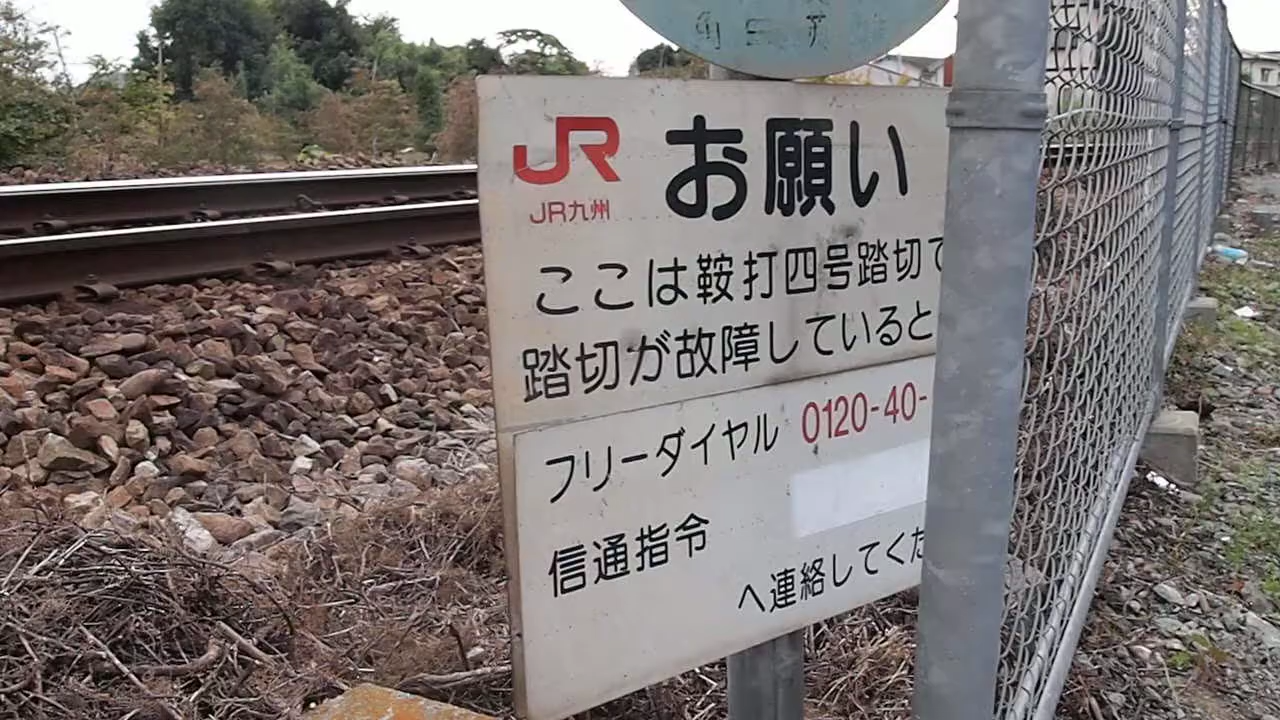 JR
JR九州
お願い
ここは鞍打四号踏切で
踏切が故障していると
フリーダイヤル 0120-40-
信通指令
へ連絡してくだ